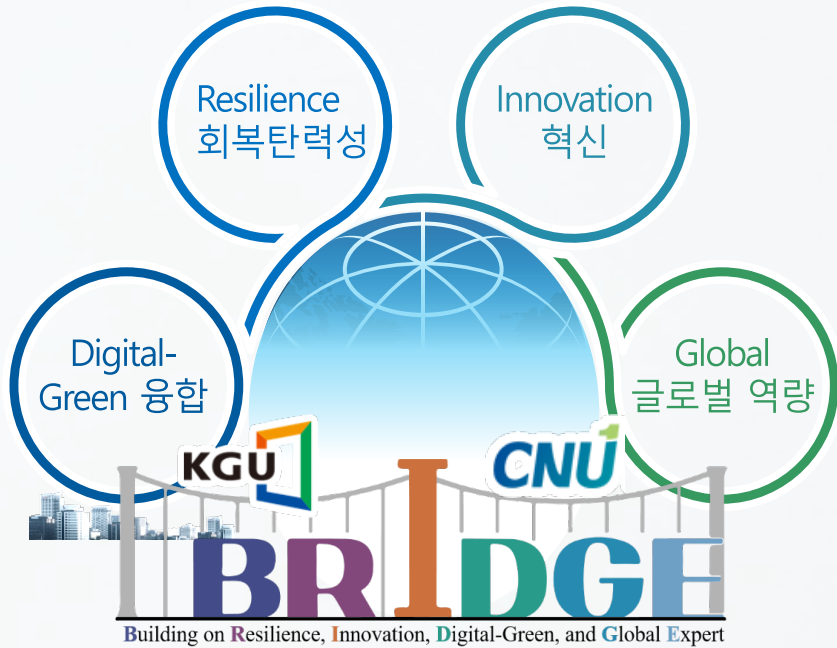 Resilience
회복탄력성
Innovation
혁신
Digital-
Green 융합
Global
글로벌 역량
KGU
CNU
BRIDGE
Building on Resilience, Innovation, Digital-Green, and Global Expert